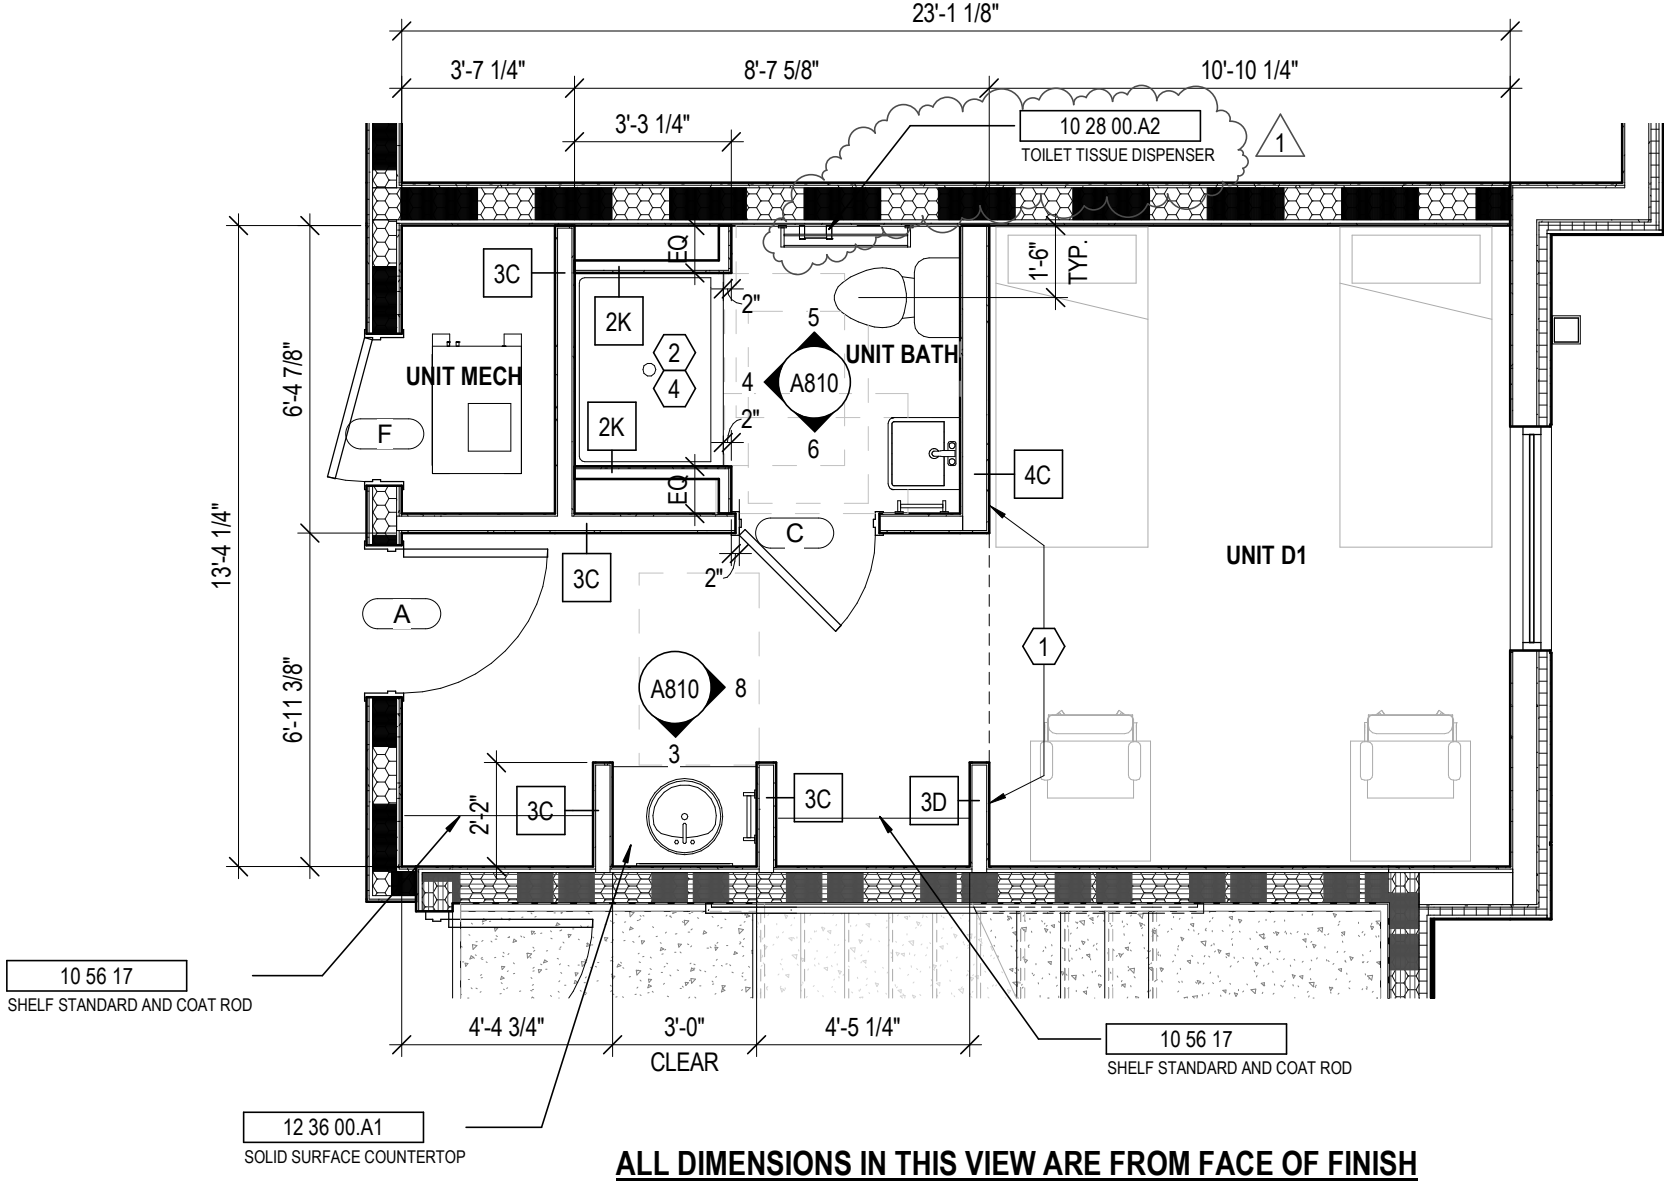 23'-1 1/8"
3'-7 1/4"
8'-7 5/8"
10'-10 1/4"
3'-3 1/4"
10 28 00.A2
TOILET TISSUE DISPENSER
1
EQ
1'-6"
TYP.
3C
2K
2"
5
2
4
UNIT MECH
4
A810
UNIT BATH
6'-4 7/8"
F
2K
2"
6
4C
EQ
13'-4 1/4"
C
UNIT D1
3C
2"
A
1
6'-11 3/8"
A810
8
3
2'-2"
3C
3C
3D
10 56 17
SHELF STANDARD AND COAT ROD
4'-4 3/4"
3'-0"
CLEAR
4'-5 1/4"
10 56 17
SHELF STANDARD AND COAT ROD
12 36 00.A1
SOLID SURFACE COUNTERTOP
ALL DIMENSIONS IN THIS VIEW ARE FROM FACE OF FINISH